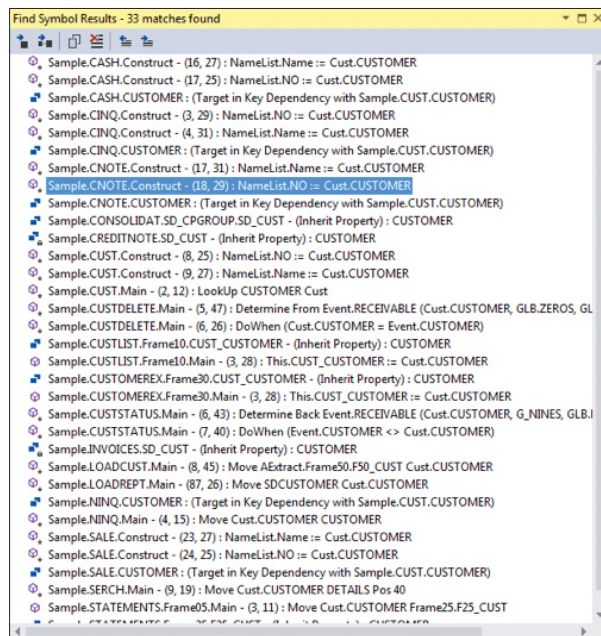 Find Symbol Results - 33 matches found
Sample.CASH.Construct - (16, 27) : NameList.Name := Cust.CUSTOMER
Sample.CASH.Construct - (17, 25) : NameList.NO := Cust.CUSTOMER
Sample.CASH.CUSTOMER : (Target in Key Dependency with Sample.CUST.CUSTOMER)
Sample.CINQ.Construct - (3, 29) : NameList.NO := Cust.CUSTOMER
Sample.CINQ.Construct - (4, 31) : NameList.Name := Cust.CUSTOMER
Sample.CINQ.CUSTOMER : (Target in Key Dependency with Sample.CUST.CUSTOMER)
Sample.CNOTE.Construct - (17, 31) : NameList.Name := Cust.CUSTOMER
Sample.CNOTE.Construct - (18, 29) : NameList.NO := Cust.CUSTOMER
Sample.CNOTE.CUSTOMER : (Target in Key Dependency with Sample.CUST.CUSTOMER)
Sample.CONSOLIDAT.SD_CPGROUP.SD_CUST - (Inherit Property) : CUSTOMER
Sample.CREDITNOTE.SD_CUST - (Inherit Property) : CUSTOMER
Sample.CUST.Construct - (8, 25) : NameList.NO := Cust.CUSTOMER
Sample.CUST.Construct - (9, 27) : NameList.Name := Cust.CUSTOMER
Sample.CUST.Main - (2, 12) : LookUp CUSTOMER Cust
Sample.CUSTDELETE.Main - (5, 47) : Determine From Event.RECEIVABLE (Cust.CUSTOMER, GLB.ZEROS, GL
Sample.CUSTDELETE.Main - (6, 26) : DoWhen (Cust.CUSTOMER = Event.CUSTOMER)
Sample.CUSTLIST.Frame10.CUST_CUSTOMER - (Inherit Property) : CUSTOMER
Sample.CUSTLIST.Frame10.Main - (3, 28) : This.CUST_CUSTOMER := Cust.CUSTOMER
Sample.CUSTOMEREX.Frame30.CUST_CUSTOMER - (Inherit Property) : CUSTOMER
Sample.CUSTOMEREX.Frame30.Main - (3, 28) : This.CUST_CUSTOMER := Cust.CUSTOMER
Sample.CUSTSTATUS.Main - (6, 43) : Determine Back Event.RECEIVABLE (Cust.CUSTOMER, G_NINES, GLB.
Sample.CUSTSTATUS.Main - (7, 40) : DoWhen (Event.CUSTOMER <> Cust.CUSTOMER)
Sample.INVOICES.SD_CUST - (Inherit Property) : CUSTOMER
Sample.LOADCUST.Main - (8, 45) : Move AExtract.Frame50.F50_CUST Cust.CUSTOMER
Sample.LOADREPT.Main - (87, 26) : Move SDCUSTOMER Cust.CUSTOMER
Sample.NINQ.CUSTOMER : (Target in Key Dependency with Sample.CUST.CUSTOMER)
Sample.NINQ.Main - (4, 15) : Move Cust.CUSTOMER CUSTOMER
Sample.SALE.Construct - (23, 27) : NameList.Name := Cust.CUSTOMER
Sample.SALE.Construct - (24, 25) : NameList.NO := Cust.CUSTOMER
Sample.SALE.CUSTOMER : (Target in Key Dependency with Sample.CUST.CUSTOMER)
Sample.SERCH.Main - (9, 19) : Move Cust.CUSTOMER DETAILS Pos 40
Sample.STATEMENTS.Frame05.Main - (3, 11) : Move Cust.CUSTOMER Frame25.F25_CUST